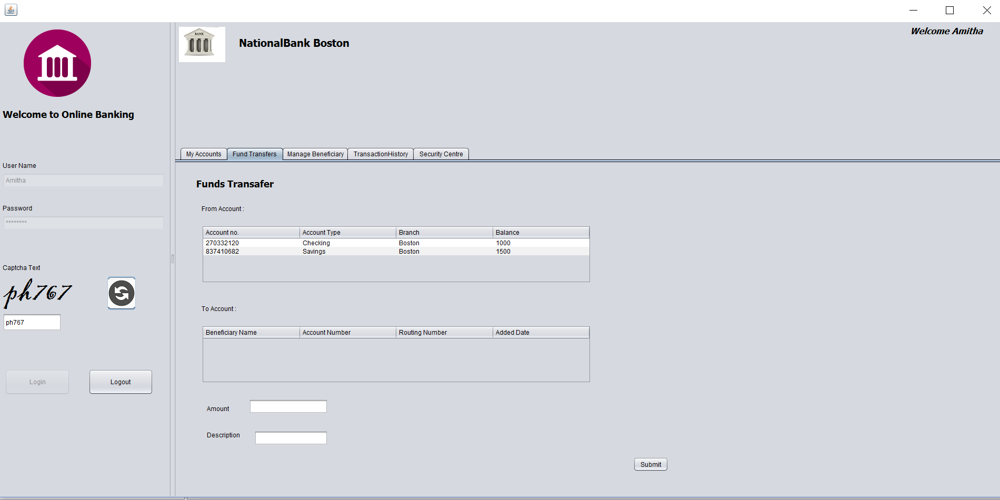 Welcome to Online Banking
User Name
Amitha
Password
********
Captcha Text
ph767
ph767
Login Logout
BANK
NationalBank Boston
Welcome Amitha
My Accounts Fund Transfers Manage Beneficiary TransactionHistory Security Centre
Funds Transafer
From Account :
Account no. Account Type Branch Balance
270332120 Checking Boston 1000
837410682 Savings Boston 1500
To Account :
Beneficiary Name Account Number Routing Number Added Date
Amount
Description
Submit